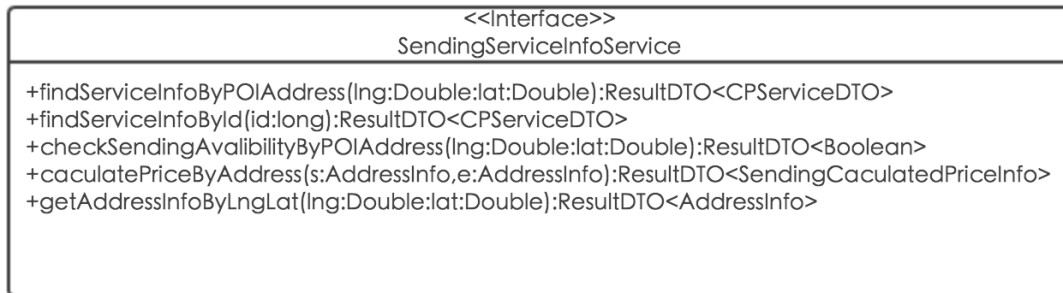 <<Interface>>
SendingServiceInfoService
+findServiceInfoByPOIAddress(lng:Double:lat:Double):ResultDTO<CPServiceDTO>
+findServiceInfoById(id:long):ResultDTO<CPServiceDTO>
+checkSendingAvalibilityByPOIAddress(lng:Double:lat:Double):ResultDTO<Boolean>
+caculatePriceByAddress(s:AddressInfo,e:AddressInfo):ResultDTO<SendingCaculatedPriceInfo>
+getAddressInfoByLngLat(lng:Double:lat:Double):ResultDTO<AddressInfo>